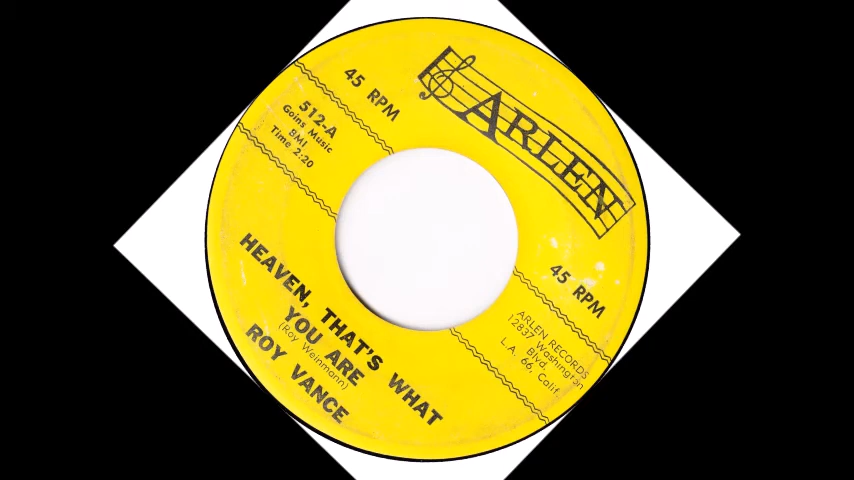 ARLEN
45 RPM
45 RPM
512-A
Goins Music
BMI
Time 2:20
ARLEN RECORDS
12837 Washington
Blvd.
L.A. 66, Calif.
HEAVEN, THAT'S WHAT
YOU ARE
(Roy Weinmann)
ROY VANCE